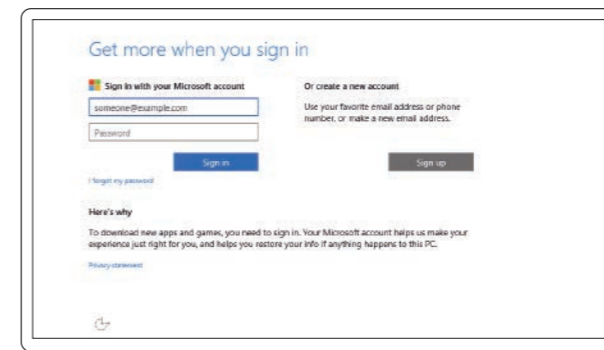 Get more when you sign in
Sign in with your Microsoft account
someone@example.com
Password
Sign in
I forgot my password
Or create a new account
Use your favorite email address or phone
number, or make a new email address.
Sign up
Here's why
To download new apps and games, you need to sign in. Your Microsoft account helps us make your
experience just right for you, and helps you restore your info if anything happens to this PC.
Privacy statement